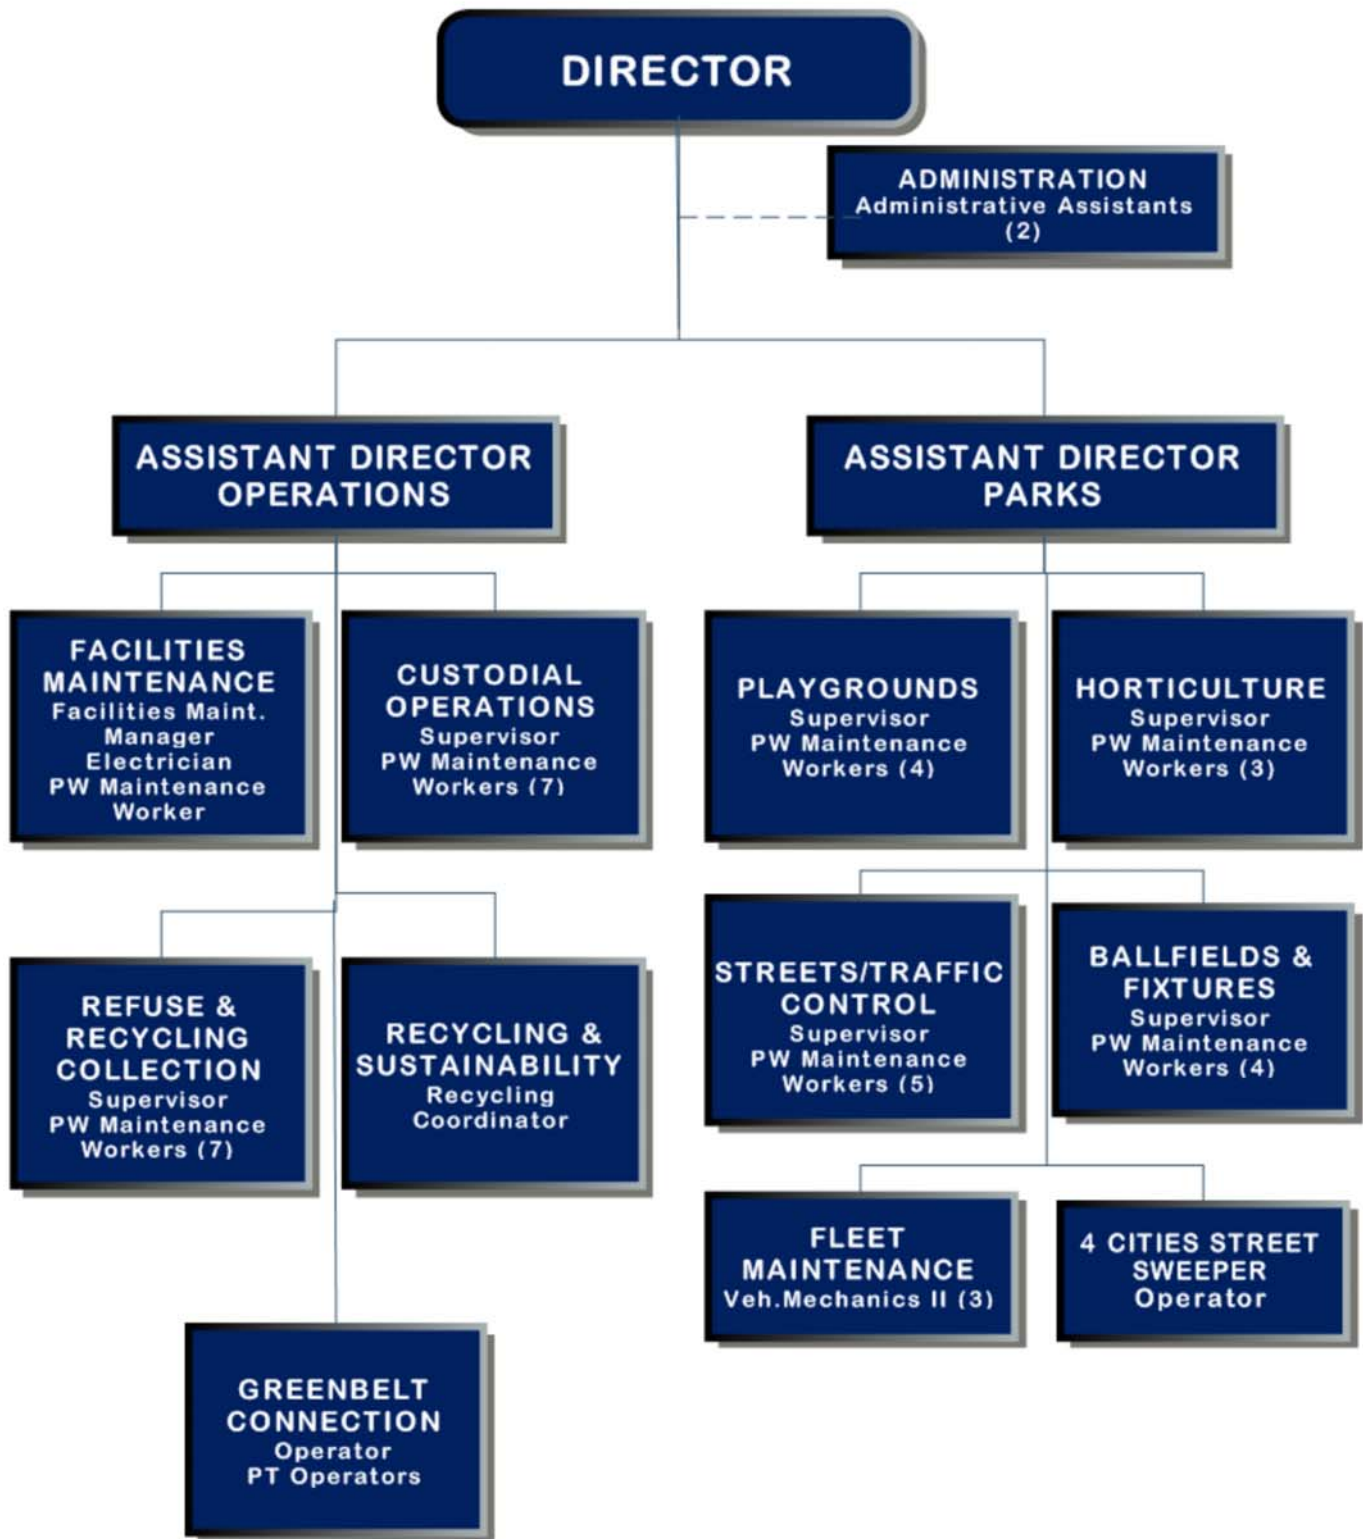 DIRECTOR
ADMINISTRATION
Administrative Assistants
(2)
ASSISTANT DIRECTOR
OPERATIONS
ASSISTANT DIRECTOR
PARKS
FACILITIES
MAINTENANCE
Facilities Maint.
Manager
Electrician
PW Maintenance
Worker
CUSTODIAL
OPERATIONS
Supervisor
PW Maintenance
Workers (7)
PLAYGROUNDS
Supervisor
PW Maintenance
Workers (4)
HORTICULTURE
Supervisor
PW Maintenance
Workers (3)
REFUSE &
RECYCLING
COLLECTION
Supervisor
PW Maintenance
Workers (7)
RECYCLING &
SUSTAINABILITY
Recycling
Coordinator
STREETS/TRAFFIC
CONTROL
Supervisor
PW Maintenance
Workers (5)
BALLFIELDS &
FIXTURES
Supervisor
PW Maintenance
Workers (4)
FLEET
MAINTENANCE
Veh.Mechanics II (3)
4 CITIES STREET
SWEEPER
Operator
GREENBELT
CONNECTION
Operator
PT Operators